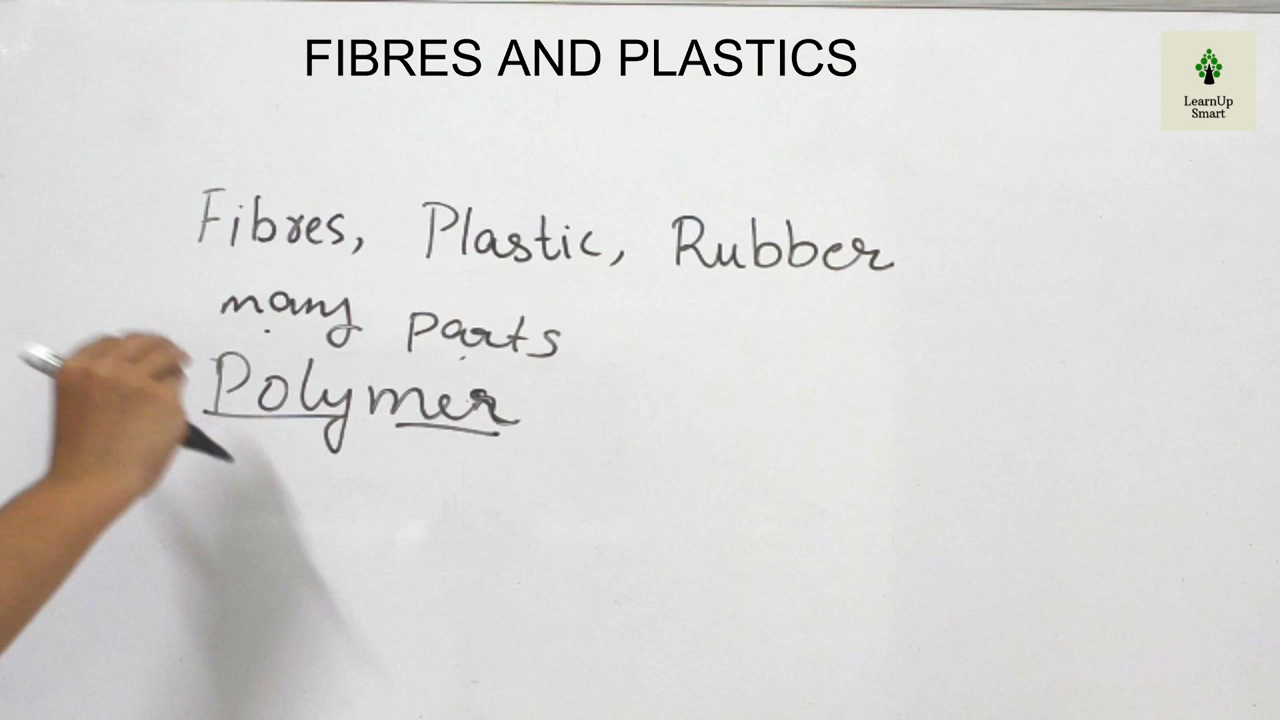 FIBRES AND PLASTICS
LearnUp
Smart
Fibres, Plastic, Rubber
many parts
Polymer